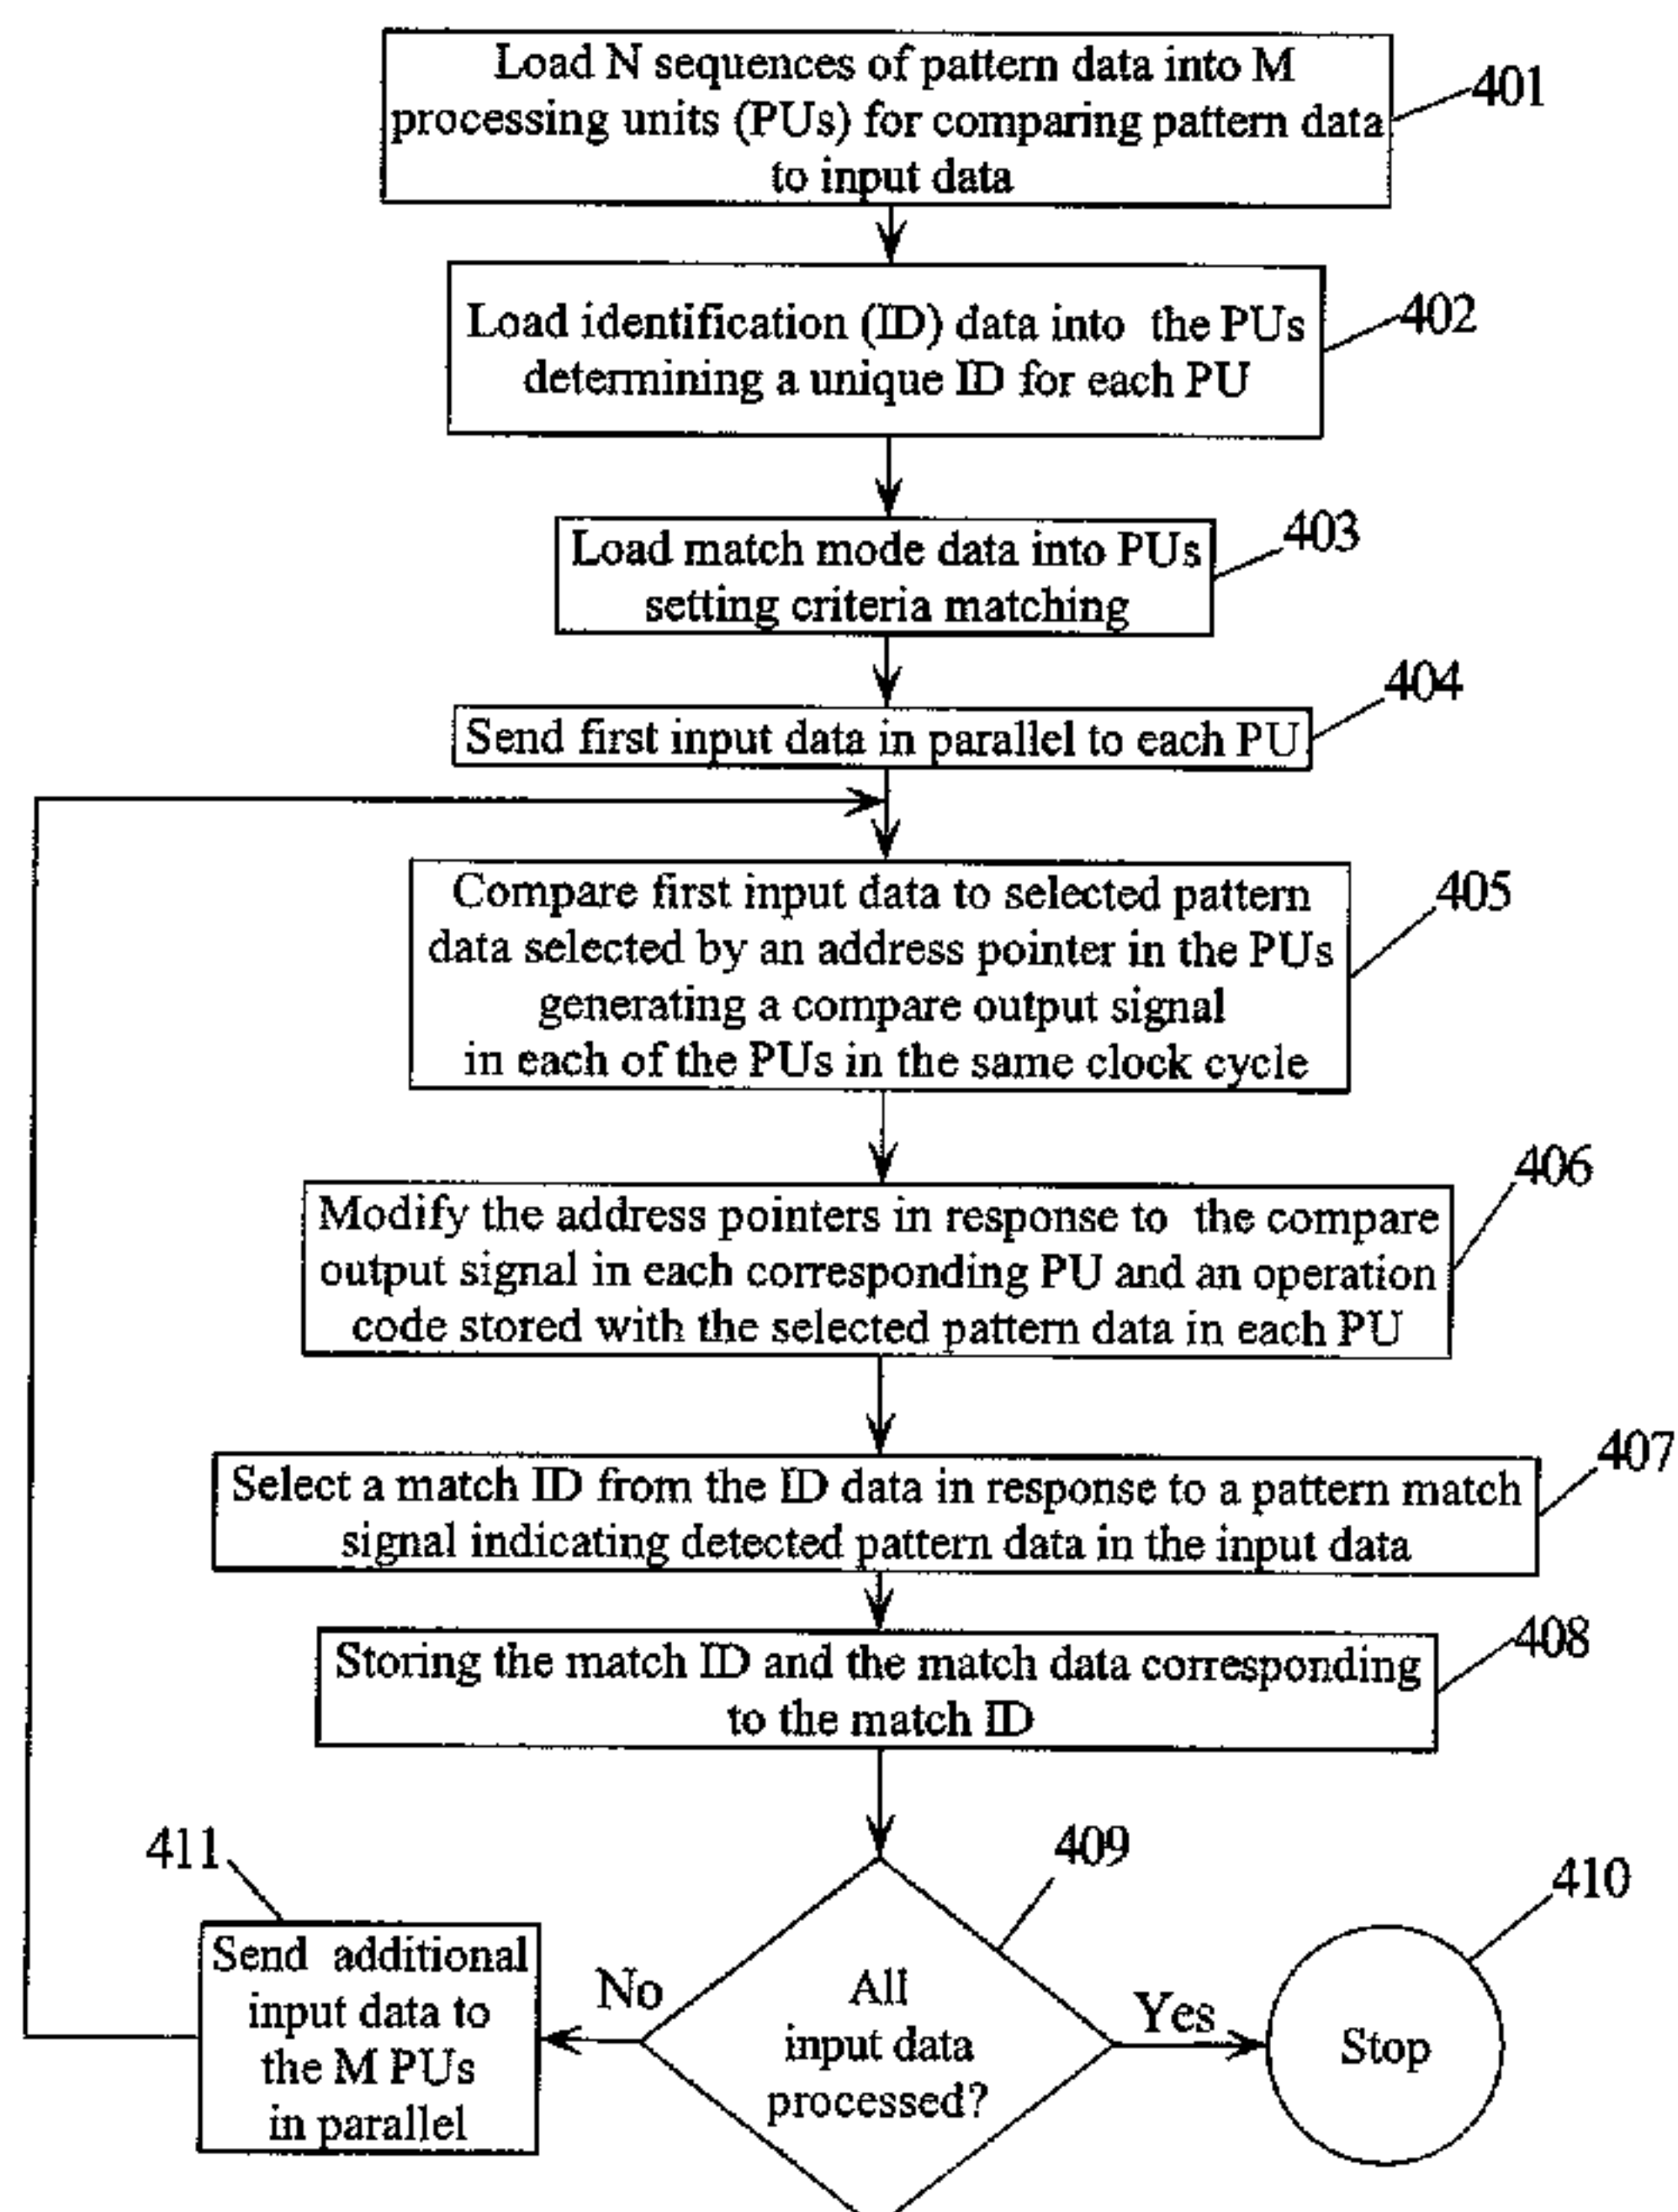 Load N sequences of pattern data into M
processing units (PUs) for comparing pattern data
to input data
401
Load identification (ID) data into the PUs
determining a unique ID for each PU
402
Load match mode data into PUs
setting criteria matching
403
Send first input data in parallel to each PU
404
Compare first input data to selected pattern
data selected by an address pointer in the PUs
generating a compare output signal
in each of the PUs in the same clock cycle
405
Modify the address pointers in response to the compare
output signal in each corresponding PU and an operation
code stored with the selected pattern data in each PU
406
Select a match ID from the ID data in response to a pattern match
signal indicating detected pattern data in the input data
407
Storing the match ID and the match data corresponding
to the match ID
408
409
All
input data
processed?
No
Yes
411
Send additional
input data to
the M PUs
in parallel
410
Stop